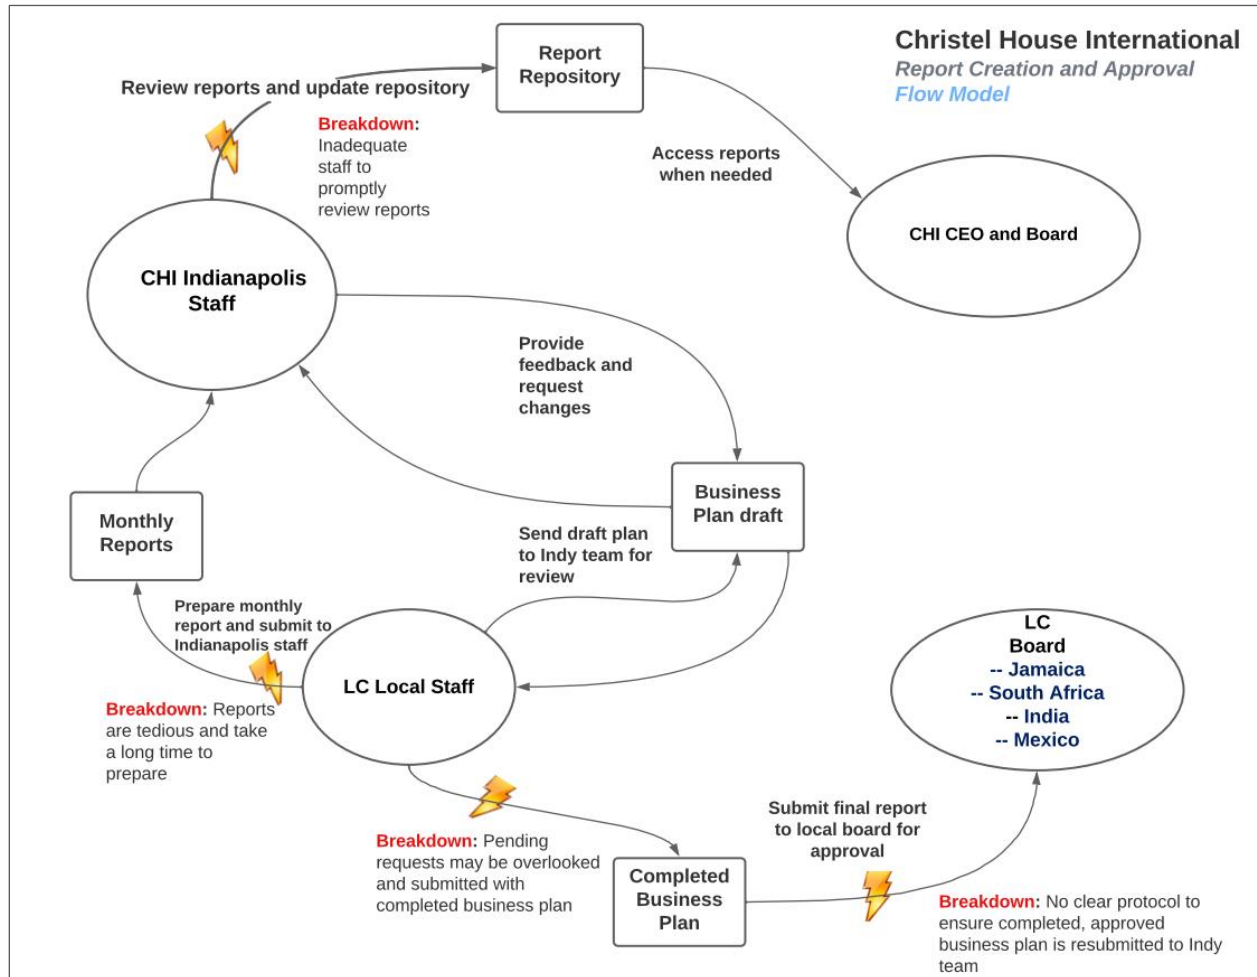 Christel House International
Report Creation and Approval
Flow Model
Report
Repository
Review reports and update repository
Breakdown:
Inadequate
staff to
promptly
review reports
Access reports
when needed
CHI CEO and Board
CHI Indianapolis
Staff
Provide
feedback and
request
changes
Business
Plan draft
Monthly
Reports
Send draft plan
to Indy team for
review
Prepare monthly
report and submit to
Indianapolis staff
LC Local Staff
Breakdown: Reports
are tedious and take
a long time to
prepare
LC
Board
-- Jamaica
-- South Africa
-- India
-- Mexico
Breakdown: Pending
requests may be overlooked
and submitted with
completed business plan
Completed
Business
Plan
Submit final report
to local board for
approval
Breakdown: No clear protocol to
ensure completed, approved
business plan is resubmitted to Indy
team